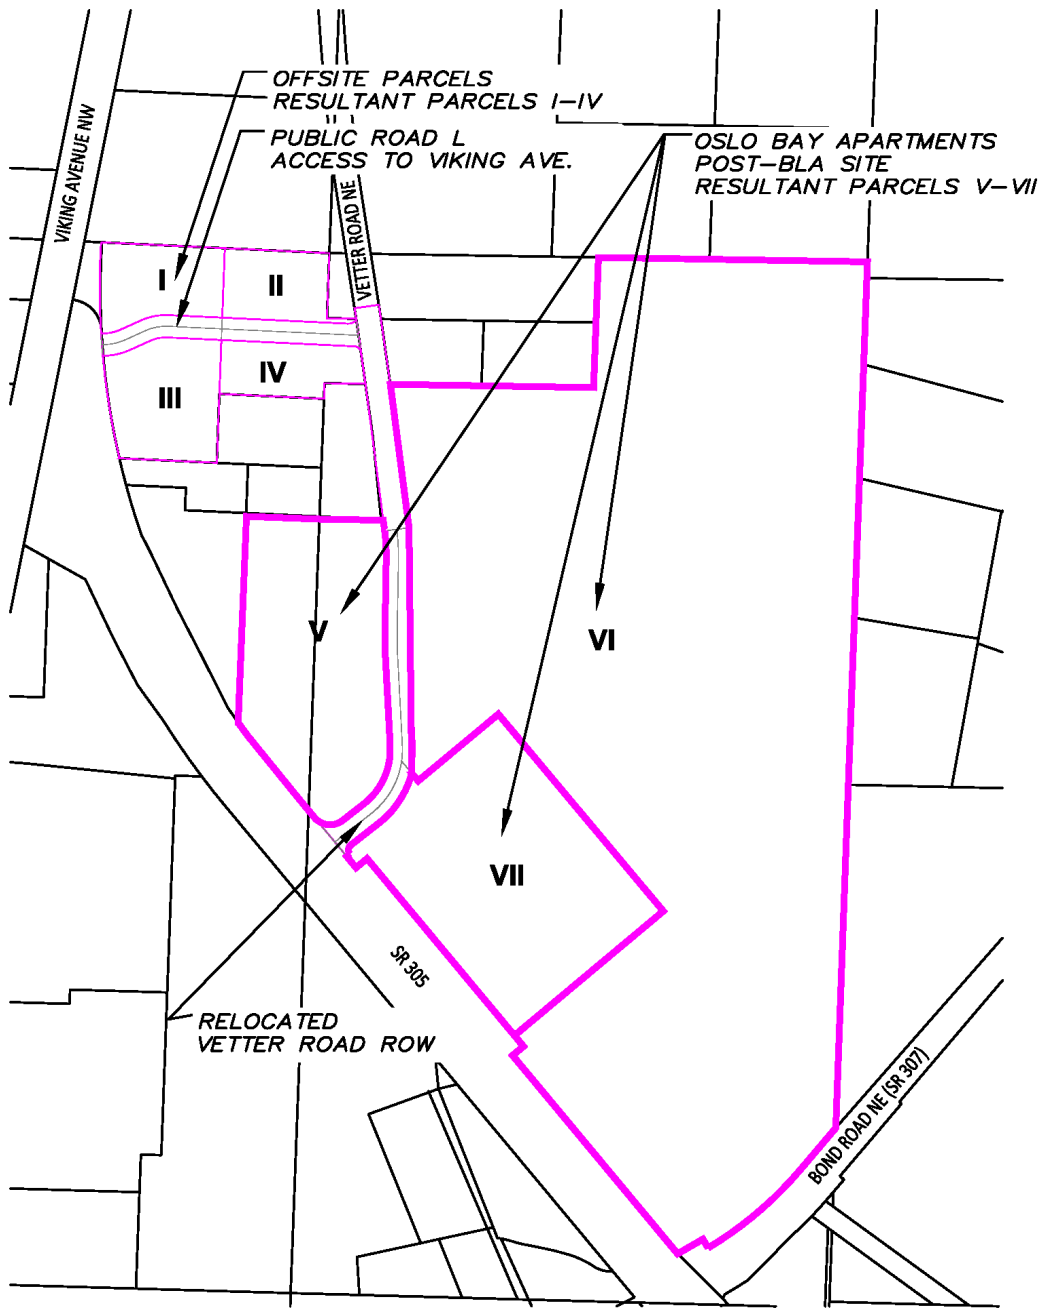 OFFSITE PARCELS
RESULTANT PARCELS I-IV
PUBLIC ROAD L
ACCESS TO VIKING AVE.
OSLO BAY APARTMENTS
POST-BLA SITE
RESULTANT PARCELS V-VII
VIKING AVENUE NW
VETTER ROAD NE
I
II
III
IV
V
VI
VII
SR 305
RELOCATED
VETTER ROAD ROW
BOND ROAD NE (SR 307)